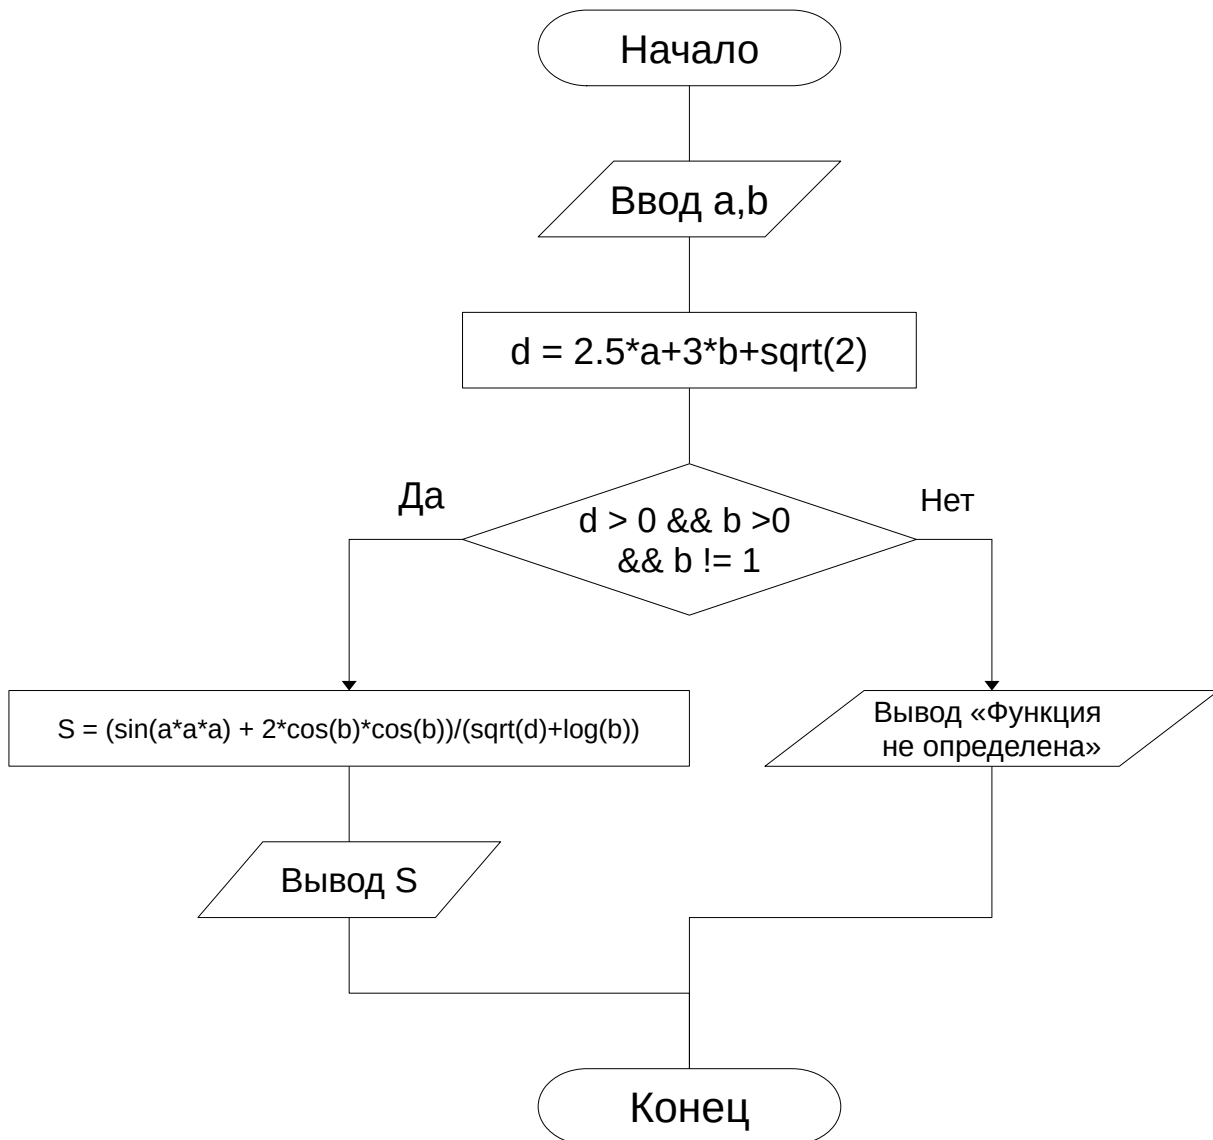 Начало
Ввод a,b
d = 2.5*a+3*b+sqrt(2)
Да
Нет
d > 0 && b >0
&& b != 1
S = (sin(a*a*a) + 2*cos(b)*cos(b))/(sqrt(d)+log(b))
Вывод «Функция
не определена»
Вывод S
Конец